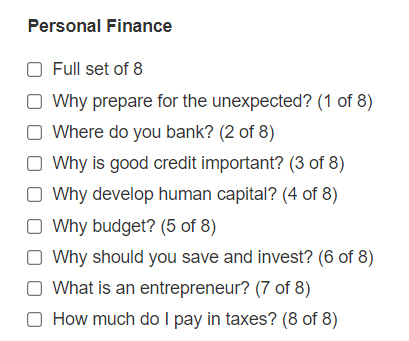 Personal Finance
Full set of 8
Why prepare for the unexpected? (1 of 8)
Where do you bank? (2 of 8)
Why is good credit important? (3 of 8)
Why develop human capital? (4 of 8)
Why budget? (5 of 8)
Why should you save and invest? (6 of 8)
What is an entrepreneur? (7 of 8)
How much do I pay in taxes? (8 of 8)